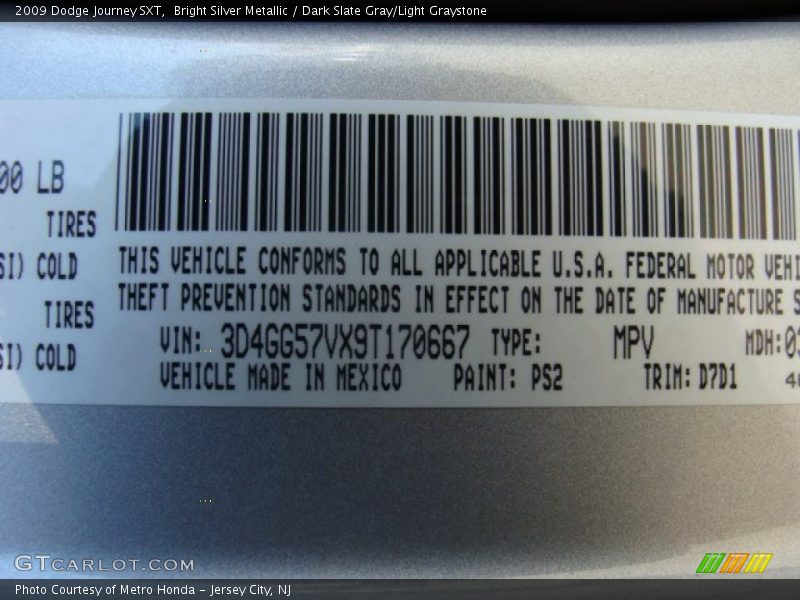 2009 Dodge Journey SXT, Bright Silver Metallic / Dark Slate Gray/Light Graystone
00 LB
TIRES
SI) COLD
TIRES
SI) COLD
THIS VEHICLE CONFORMS TO ALL APPLICABLE U.S.A. FEDERAL MOTOR VEHI
THEFT PREVENTION STANDARDS IN EFFECT ON THE DATE OF MANUFACTURE S
VIN: 3D4GG57VX9T170667 TYPE: MPV MDH:03
VEHICLE MADE IN MEXICO PAINT: PS2 TRIM: D7D1
GTCARLOT.COM
Photo Courtesy of Metro Honda – Jersey City, NJ